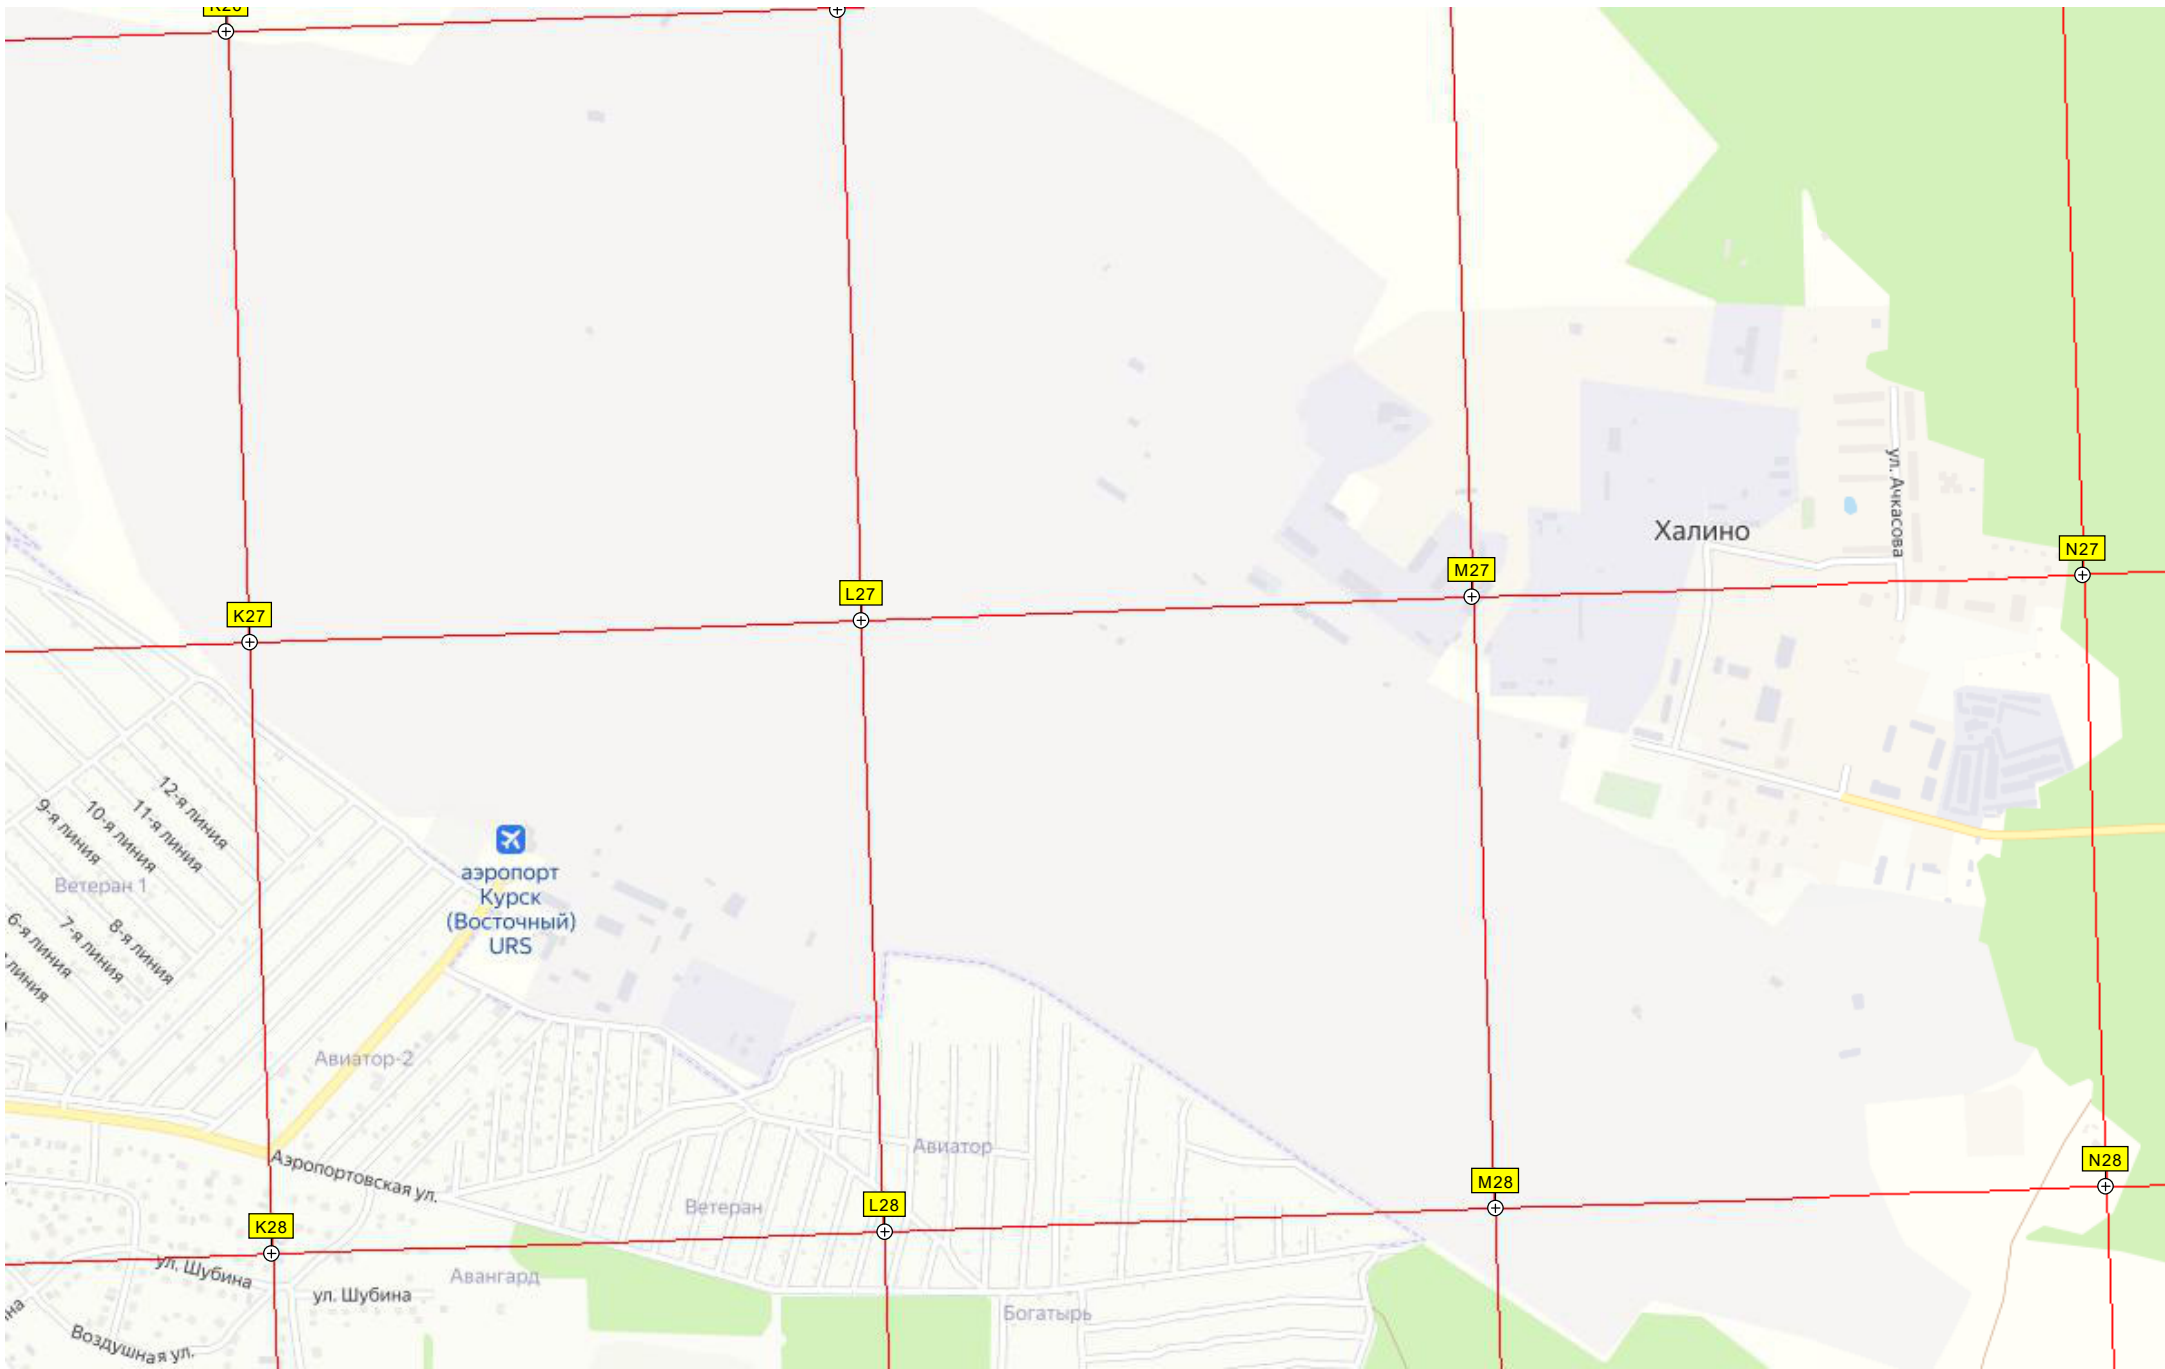 ул. Ачкасова
Халино
N27
M27
L27
K27
12-я линия
11-я линия
10-я линия
9-я линия
Ветеран 1
8-я линия
7-я линия
6-я линия
линия
аэропорт
Курск
(Восточный)
URS
Авиатор-2
Авиатор
Аэропортовская ул.
Ветеран
N28
M28
L28
K28
ул. Шубина
ул. Шубина
Авангард
Богатырь
Воздушная ул.